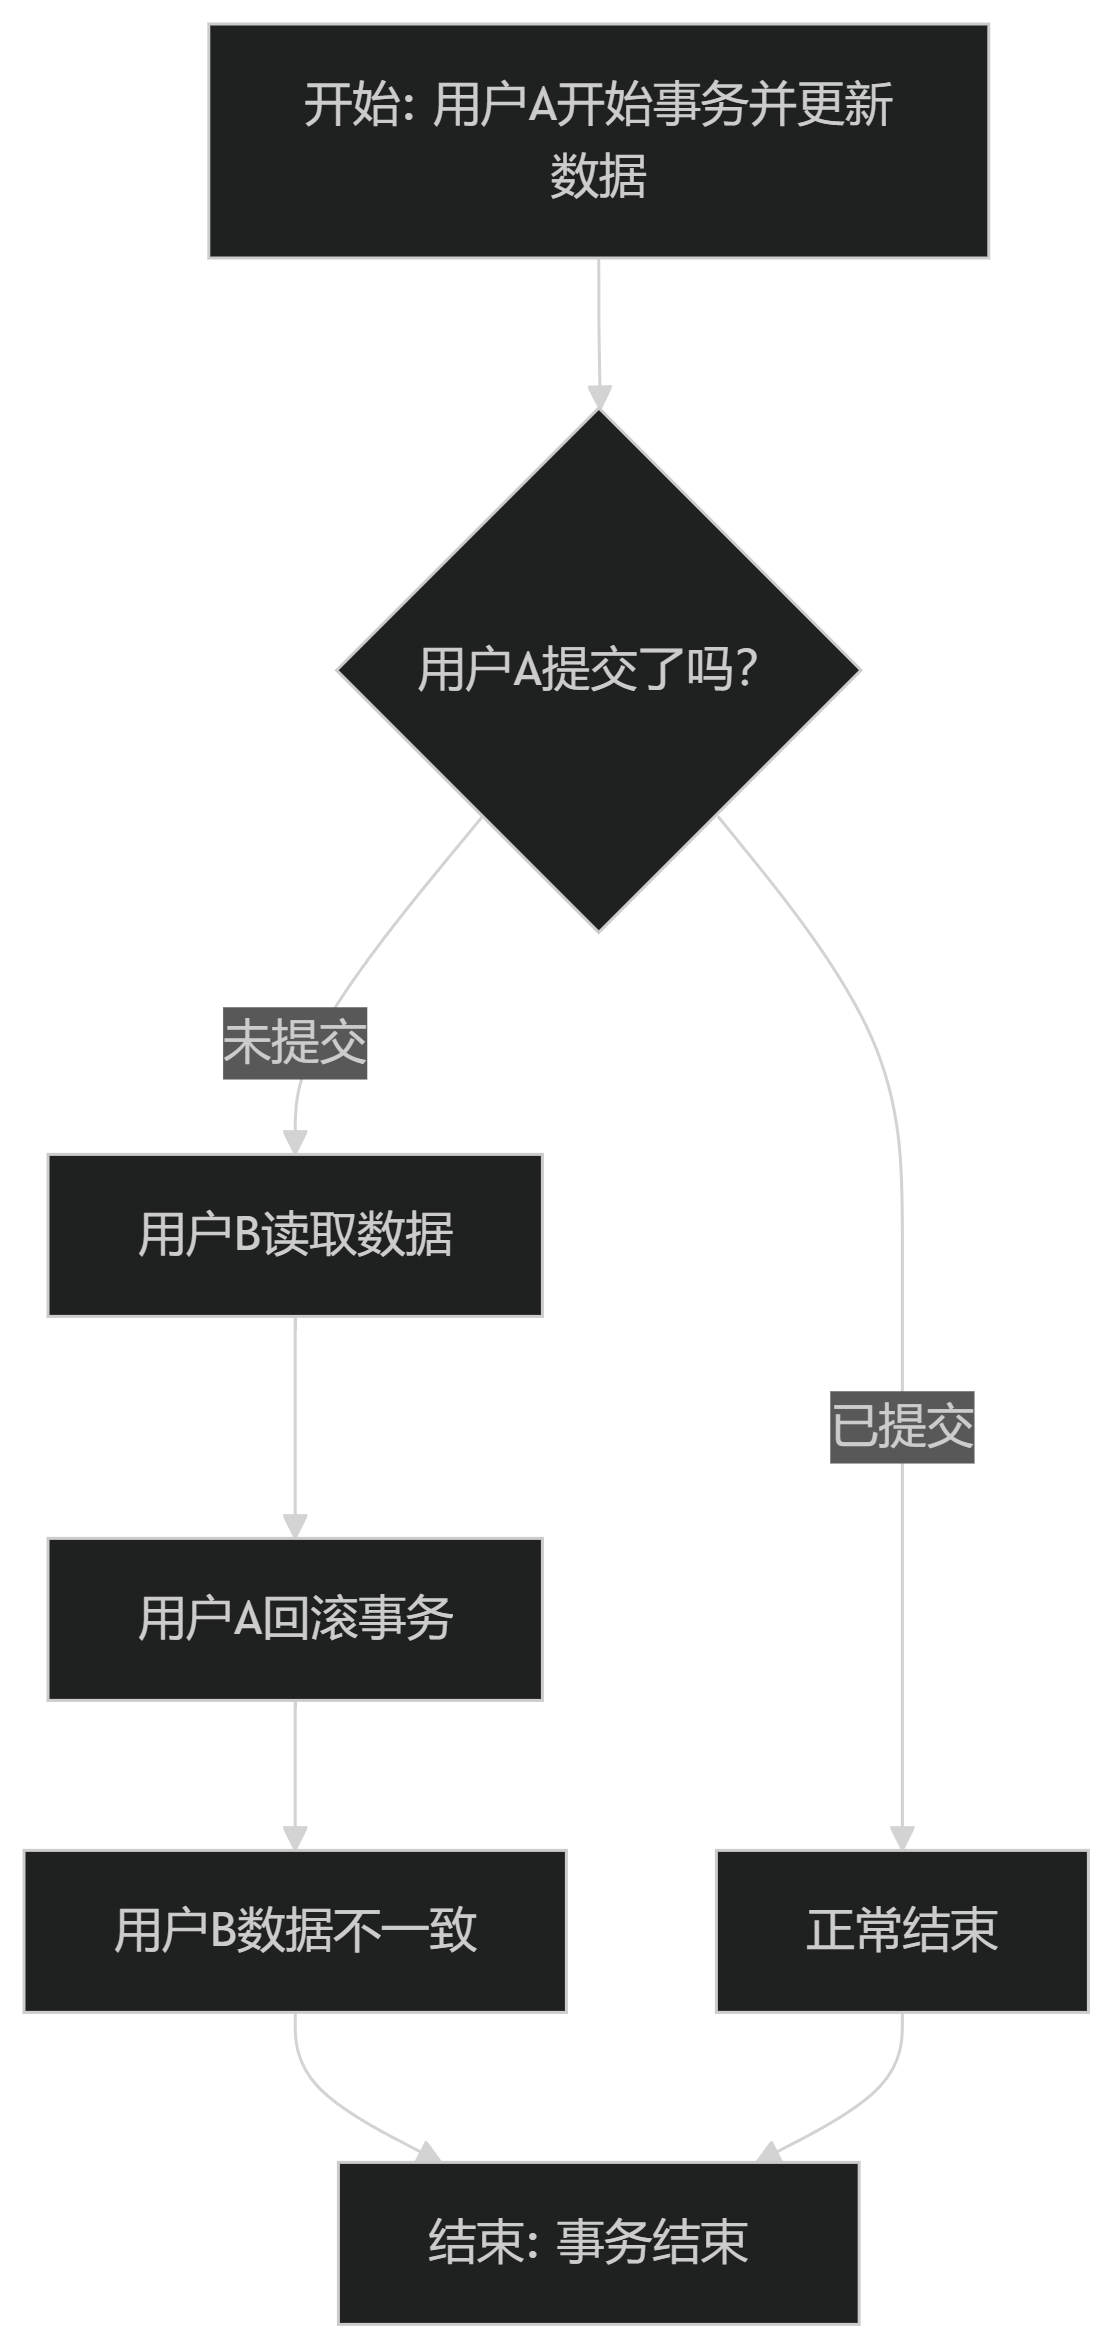 开始: 用户A开始事务并更新
数据
用户A提交了吗?
未提交
用户B读取数据
已提交
用户A回滚事务
用户B数据不一致
正常结束
结束: 事务结束